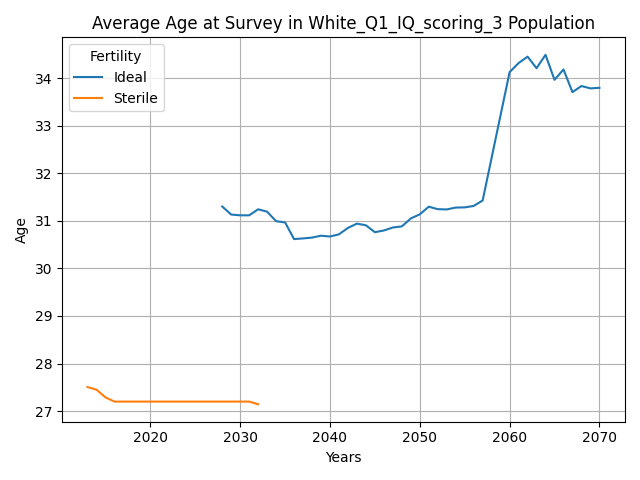 Average Age at Survey in White_Q1_IQ_scoring_3 Population
Fertility
Ideal
Sterile
Age
34
33
32
31
30
29
28
27
2020 2030 2040 2050 2060 2070
Years